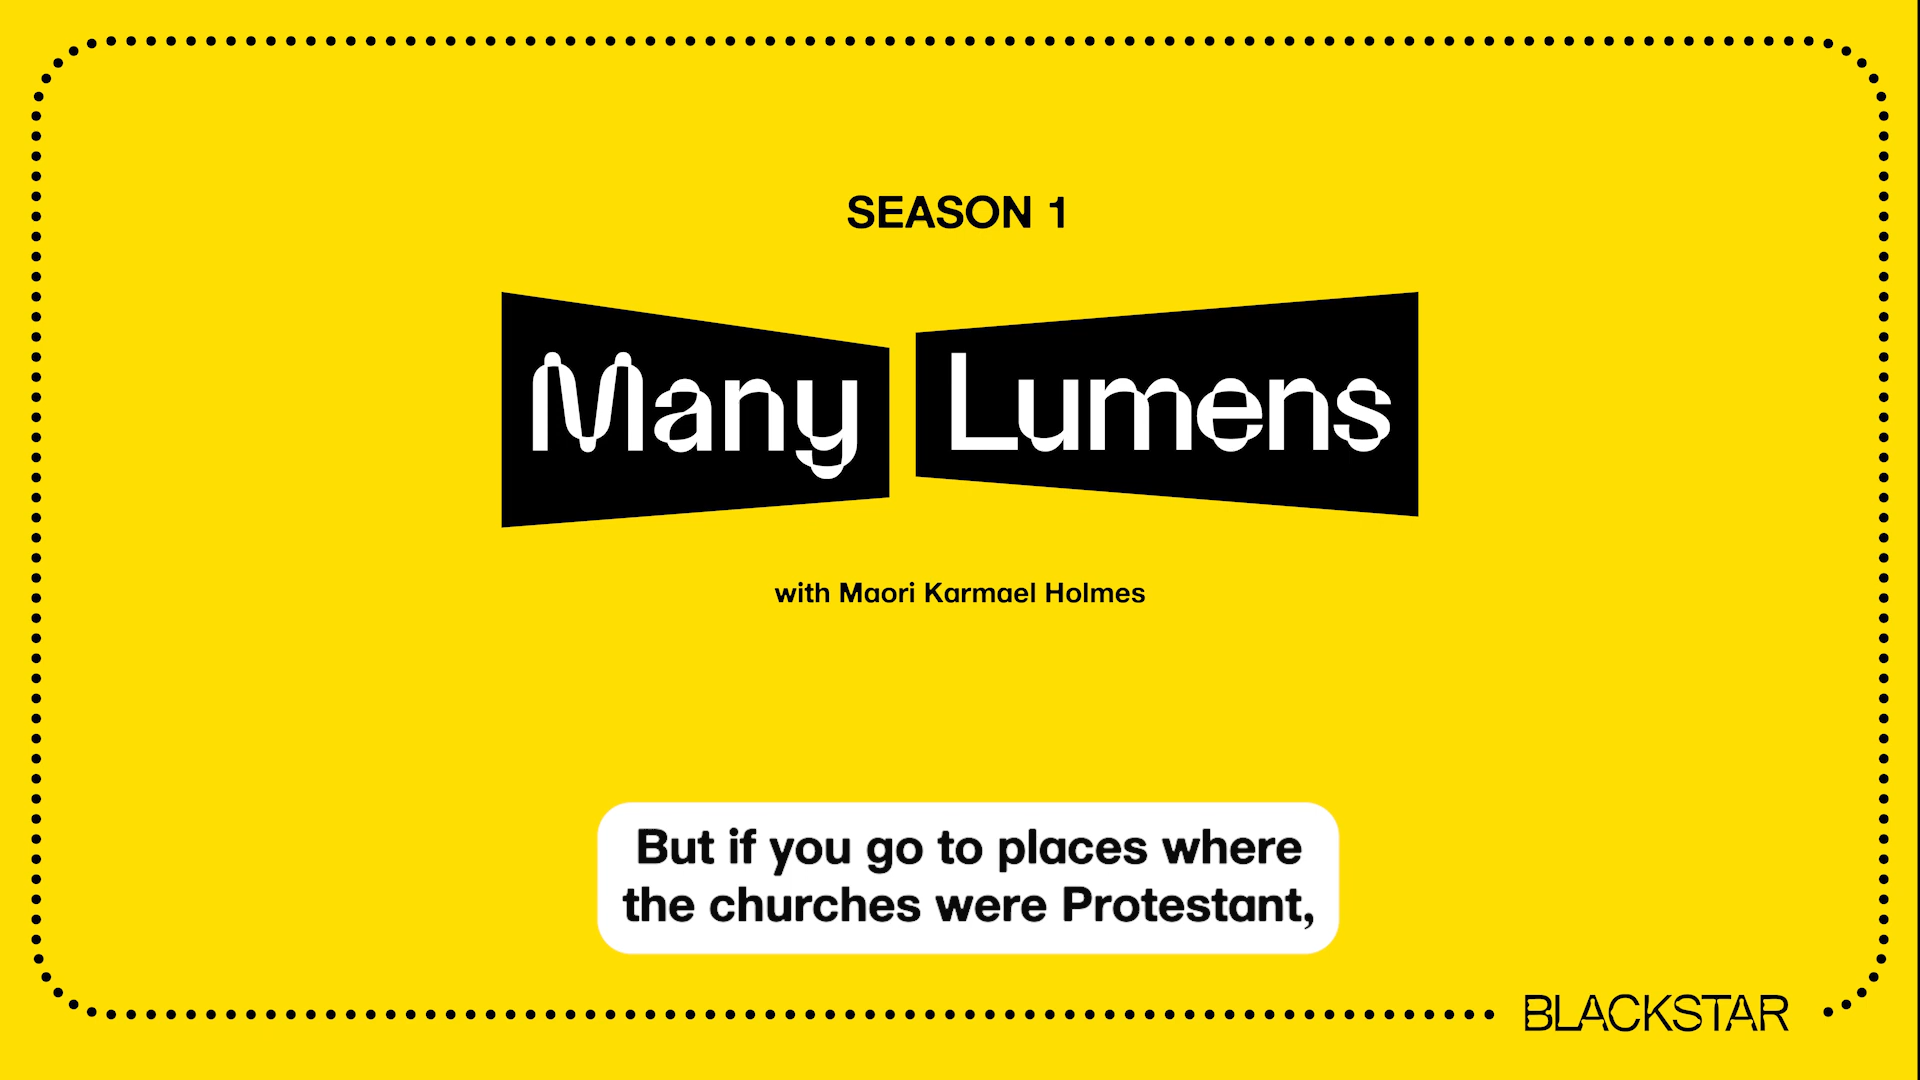 SEASON 1
Many Lumens
with Maori Karmael Holmes
But if you go to places where
the churches were Protestant,
BLACKSTAR